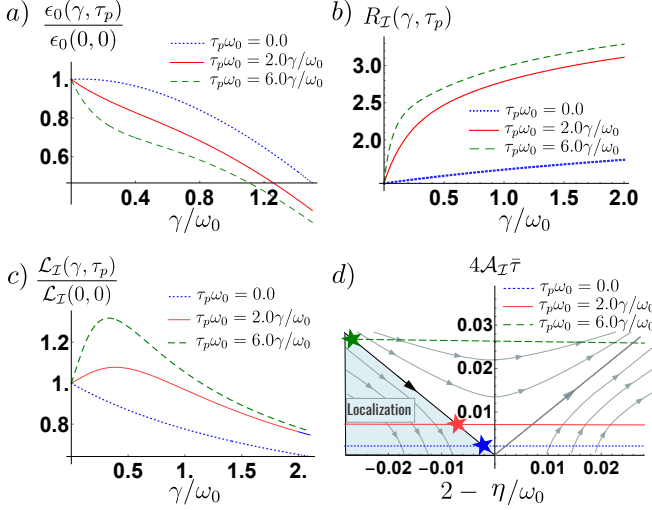 a) ϵ₀(γ, τₚ)
ϵ₀(0, 0)
τₚω₀ = 0.0
τₚω₀ = 2.0γ/ω₀
τₚω₀ = 6.0γ/ω₀
1.
0.8
0.6
0.4 0.8 1.2
γ/ω₀
b) R_ℐ(γ, τₚ)
3.0
2.5
2.0
τₚω₀ = 0.0
τₚω₀ = 2.0γ/ω₀
τₚω₀ = 6.0γ/ω₀
0.5 1.0 1.5 2.0
γ/ω₀
c) ℒ_ℐ(γ, τₚ)
ℒ_ℐ(0, 0)
τₚω₀ = 0.0
τₚω₀ = 2.0γ/ω₀
τₚω₀ = 6.0γ/ω₀
1.2
1.
0.8
0.5 1. 1.5 2.
γ/ω₀
d) 4𝒜_ℐ τ̄
τₚω₀ = 0.0
τₚω₀ = 2.0γ/ω₀
τₚω₀ = 6.0γ/ω₀
0.03
0.02
0.01
Localization
−0.02 −0.01 0.01 0.02
2 − η/ω₀